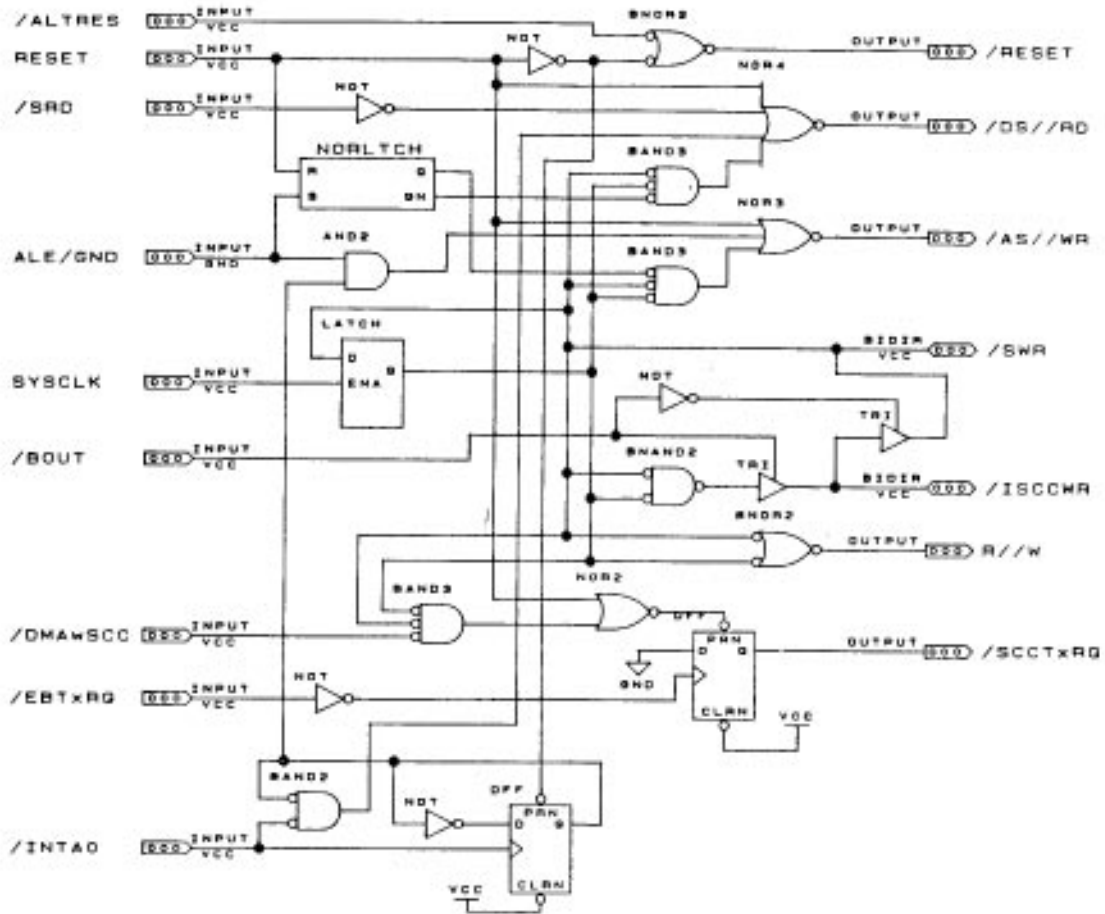 /ALTRES INPUT VCC BNOR2 OUTPUT /RESET
RESET INPUT VCC NOT NOR4
/SRD INPUT VCC NOT OUTPUT /DS//RD
NORLTCH BAND3
R Q
S QN NOR3
ALE/GND INPUT GND AND2 BAND3 OUTPUT /AS//WR
LATCH
D Q BIDIR VCC /SWR
SYSCLK INPUT VCC ENA NOT TRI
/BOUT INPUT VCC BNAND2 TRI
BIDIR VCC /ISCCWR
BNOR2
OUTPUT R//W
BAND3 NOR2
/DMAWSCC INPUT VCC DFF
PRN
D Q OUTPUT /SCCTxRQ
/EBTxRQ INPUT VCC NOT GND
CLRN VCC
BAND2 NOT DFF
PRN
D Q
/INTA0 INPUT VCC
VCC CLRN